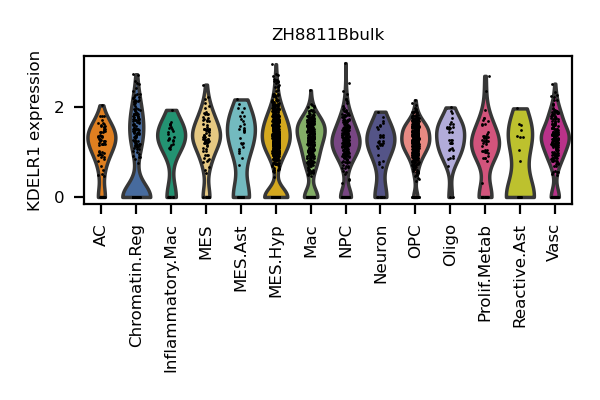 ZH8811Bbulk
KDELR1 expression
2
0
AC
Chromatin.Reg
Inflammatory.Mac
MES
MES.Ast
MES.Hyp
Mac
NPC
Neuron
OPC
Oligo
Prolif.Metab
Reactive.Ast
Vasc